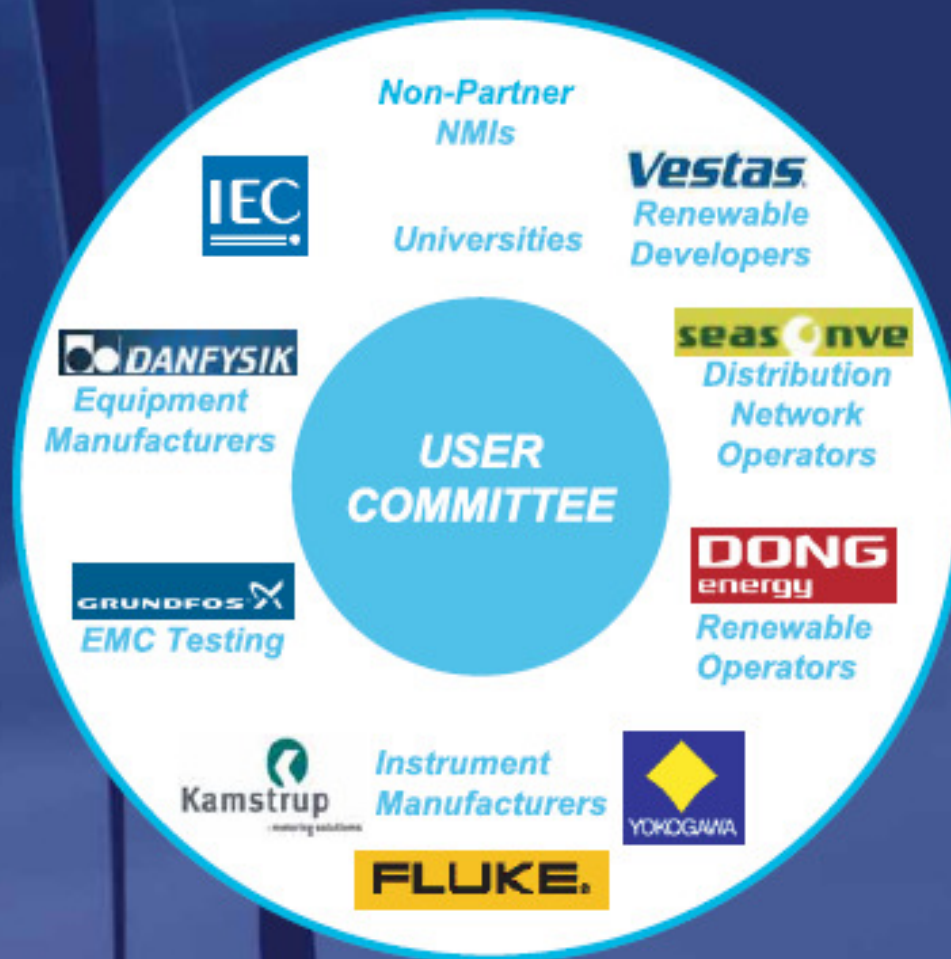 Non-Partner
NMIs
IEC
Universities
Vestas
Renewable
Developers
DANFYSIK
Equipment
Manufacturers
seas nve
Distribution
Network
Operators
USER
COMMITTEE
GRUNDFOS
EMC Testing
DONG
energy
Renewable
Operators
Kamstrup
- metering solutions
Instrument
Manufacturers
YOKOGAWA
FLUKE®